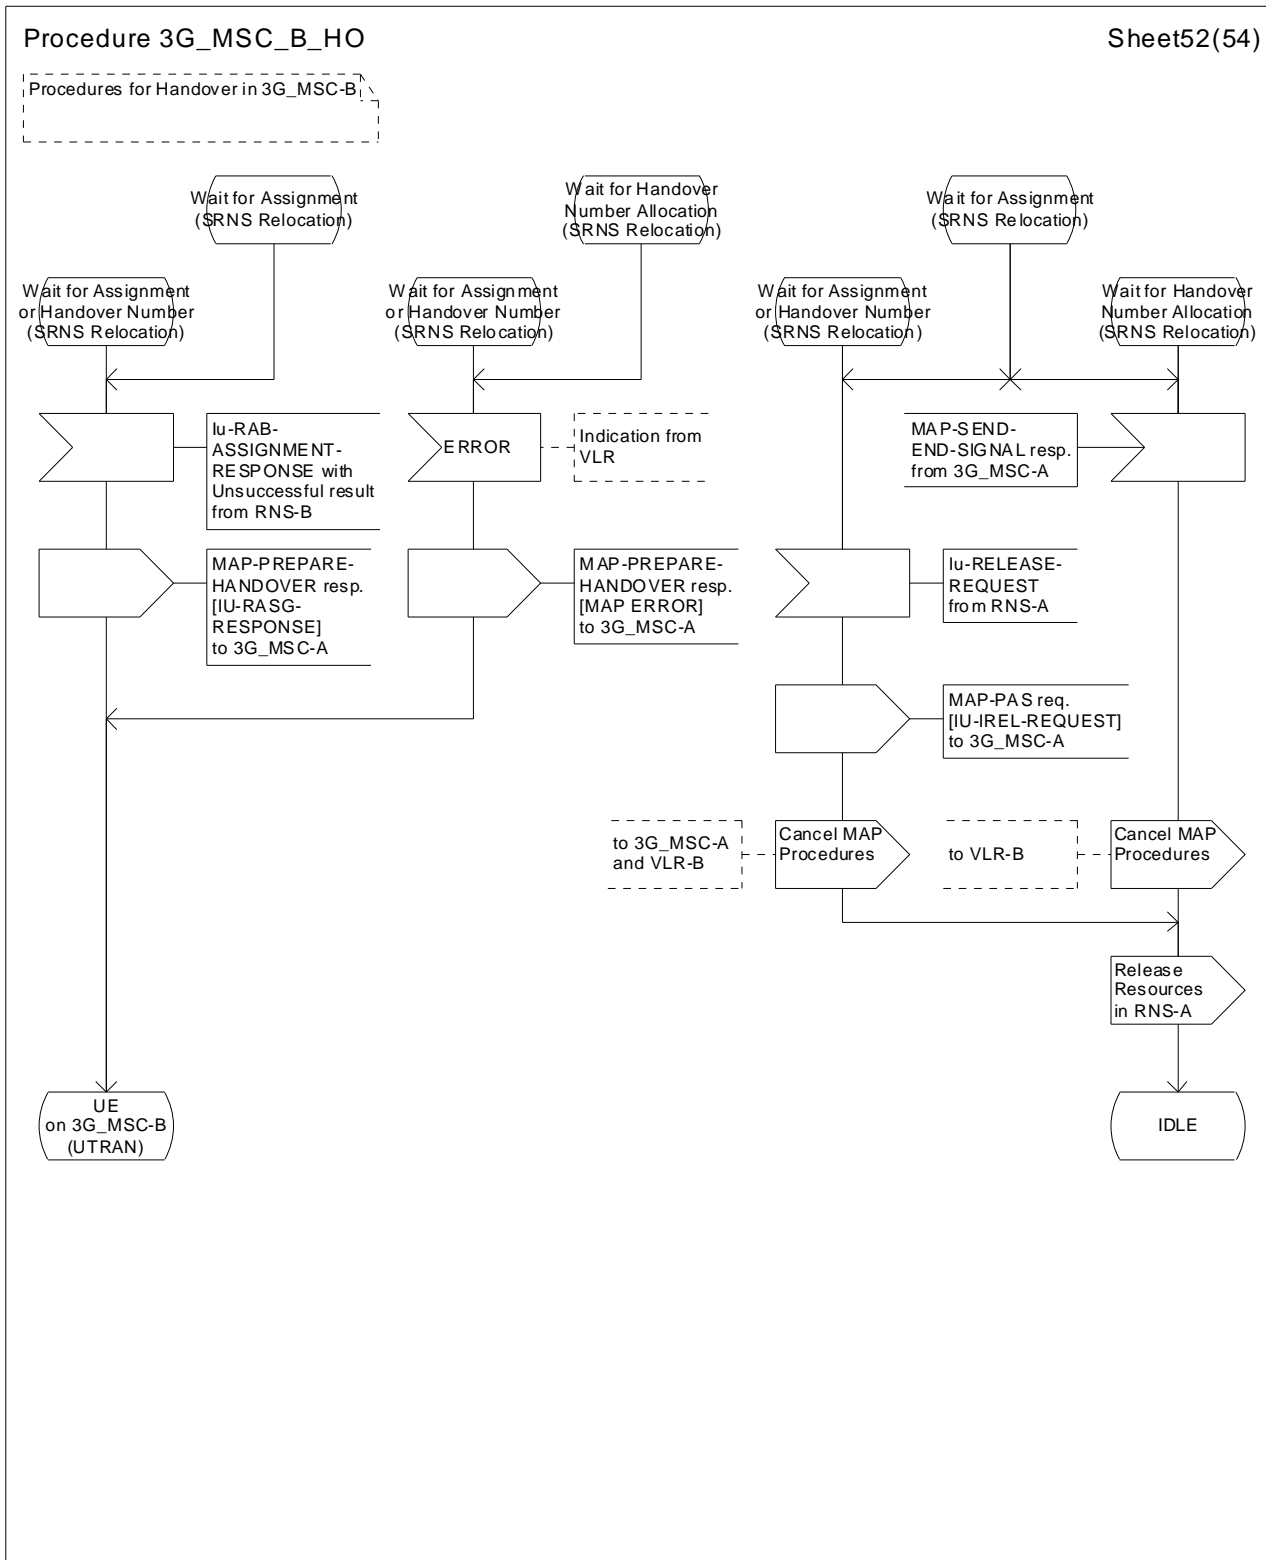 Procedure 3G_MSC_B_HO
Sheet52(54)
Procedures for Handover in 3G_MSC-B
Wait for Assignment
(SRNS Relocation)
Wait for Handover
Number Allocation
(SRNS Relocation)
Wait for Assignment
(SRNS Relocation)
Wait for Assignment
or Handover Number
(SRNS Relocation)
Wait for Assignment
or Handover Number
(SRNS Relocation)
Wait for Assignment
or Handover Number
(SRNS Relocation)
Wait for Handover
Number Allocation
(SRNS Relocation)
Iu-RAB-
ASSIGNMENT-
RESPONSE with
Unsuccessful result
from RNS-B
ERROR
Indication from
VLR
MAP-SEND-
END-SIGNAL resp.
from 3G_MSC-A
MAP-PREPARE-
HANDOVER resp.
[IU-RASG-
RESPONSE]
to 3G_MSC-A
MAP-PREPARE-
HANDOVER resp.
[MAP ERROR]
to 3G_MSC-A
Iu-RELEASE-
REQUEST
from RNS-A
MAP-PAS req.
[IU-IREL-REQUEST]
to 3G_MSC-A
to 3G_MSC-A
and VLR-B
Cancel MAP
Procedures
to VLR-B
Cancel MAP
Procedures
Release
Resources
in RNS-A
UE
on 3G_MSC-B
(UTRAN)
IDLE